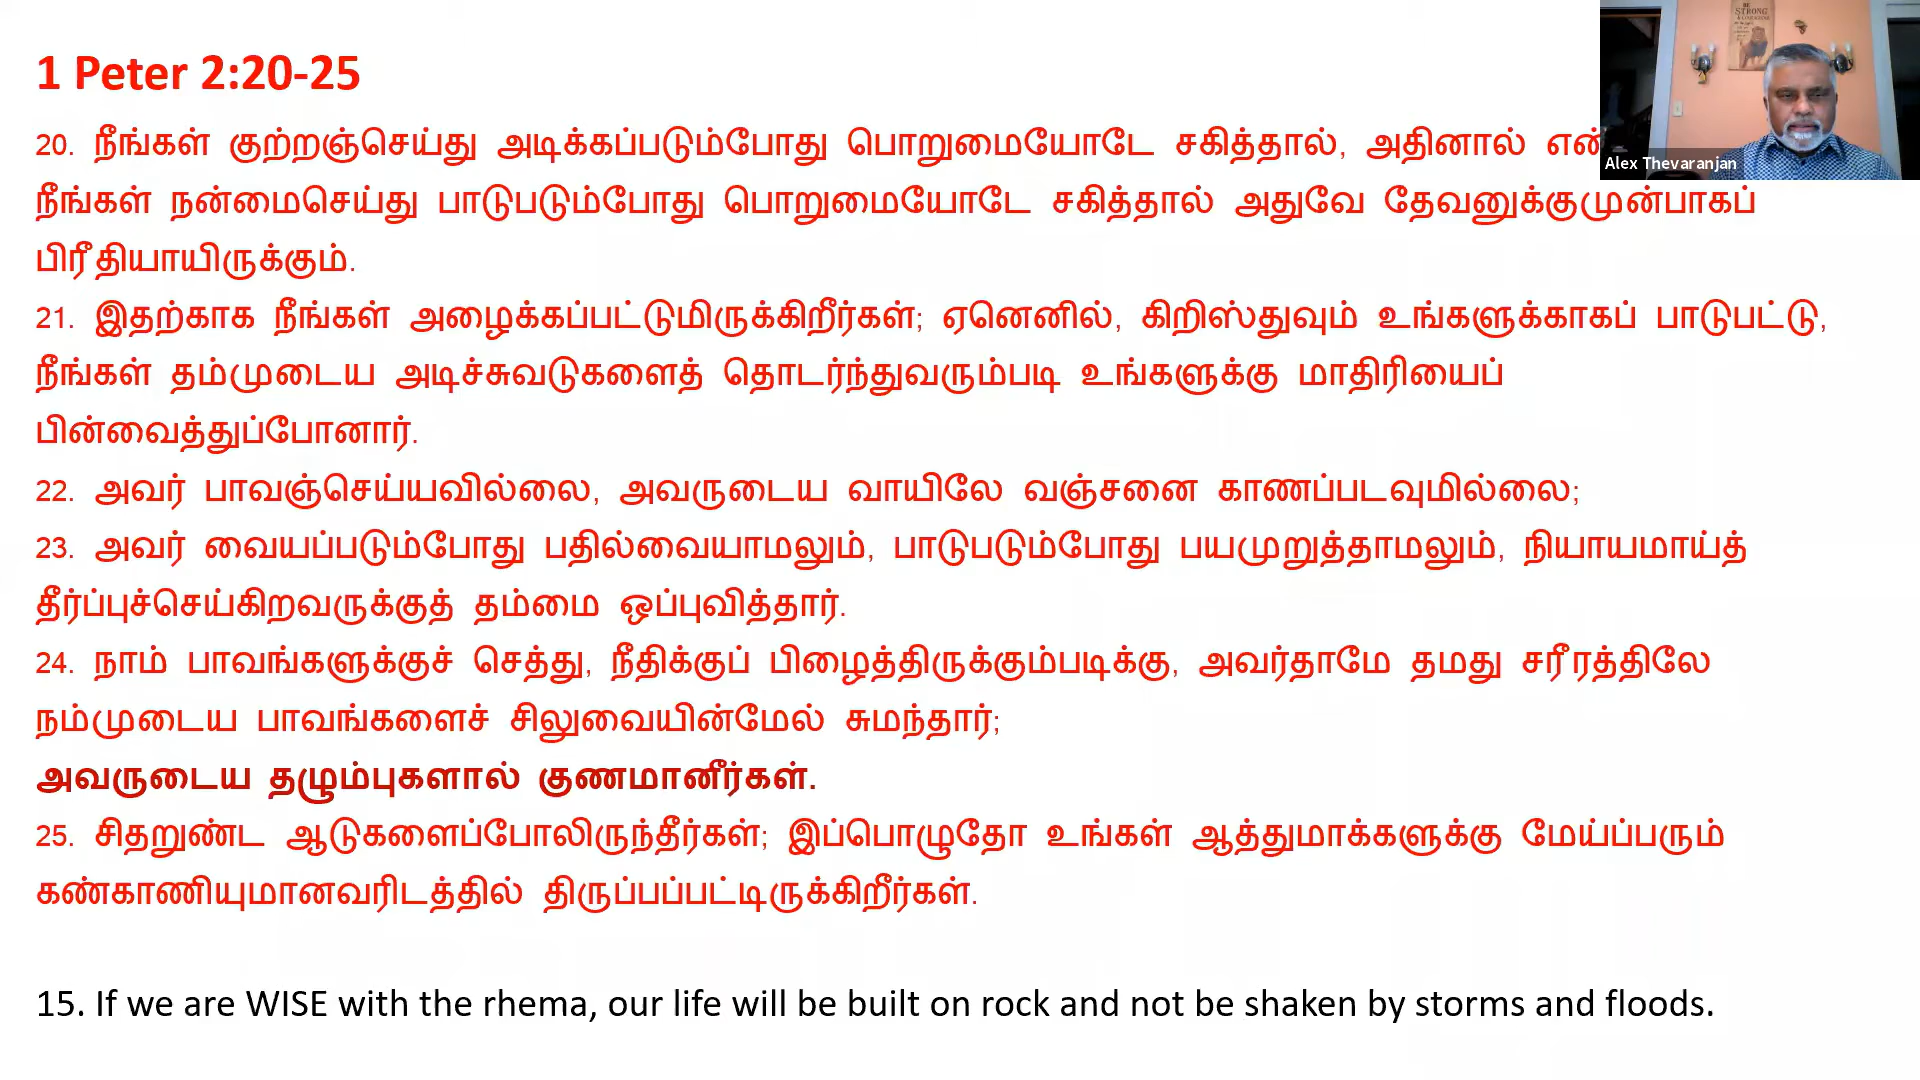 1 Peter 2:20-25
20. நீங்கள் குற்றஞ்செய்து அடிக்கப்படும்போது பொறுமையோடே சகித்தால், அதினால்
நீங்கள் நன்மைசெய்து பாடுபடும்போது பொறுமையோடே சகித்தால் அதுவே தேவனுக்குமுன்பாகப்
பிரீதியாயிருக்கும்.
21. இதற்காக நீங்கள் அழைக்கப்பட்டுமிருக்கிறீர்கள்; ஏனெனில், கிறிஸ்துவும் உங்களுக்காகப் பாடுபட்டு,
நீங்கள் தம்முடைய அடிச்சுவடுகளைத் தொடர்ந்துவரும்படி உங்களுக்கு மாதிரியைப்
பின்வைத்துப்போனார்.
22. அவர் பாவஞ்செய்யவில்லை, அவருடைய வாயிலே வஞ்சனை காணப்படவுமில்லை;
23. அவர் வையப்படும்போது பதில்வையாமலும், பாடுபடும்போது பயமுறுத்தாமலும், நியாயமாய்த்
தீர்ப்புச்செய்கிறவருக்குத் தம்மை ஒப்புவித்தார்.
24. நாம் பாவங்களுக்குச் செத்து, நீதிக்குப் பிழைத்திருக்கும்படிக்கு, அவர்தாமே தமது சரீரத்திலே
நம்முடைய பாவங்களைச் சிலுவையின்மேல் சுமந்தார்;
அவருடைய தழும்புகளால் குணமானீர்கள்.
25. சிதறுண்ட ஆடுகளைப்போலிருந்தீர்கள்; இப்பொழுதோ உங்கள் ஆத்துமாக்களுக்கு மேய்ப்பரும்
கண்காணியுமானவரிடத்தில் திருப்பப்பட்டிருக்கிறீர்கள்.
15. If we are WISE with the rhema, our life will be built on rock and not be shaken by storms and floods.
BE
STRONG
Alex Thevaranjan